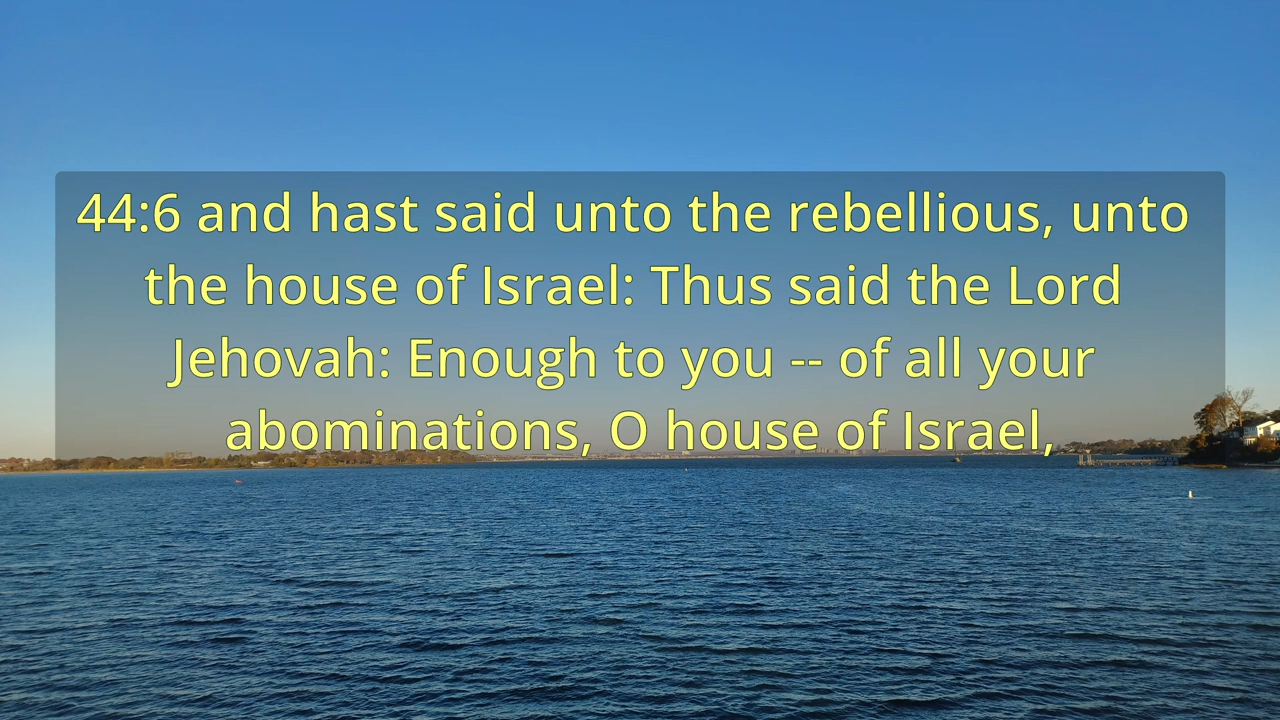 44:6 and hast said unto the rebellious, unto
the house of Israel: Thus said the Lord
Jehovah: Enough to you -- of all your
abominations, O house of Israel,